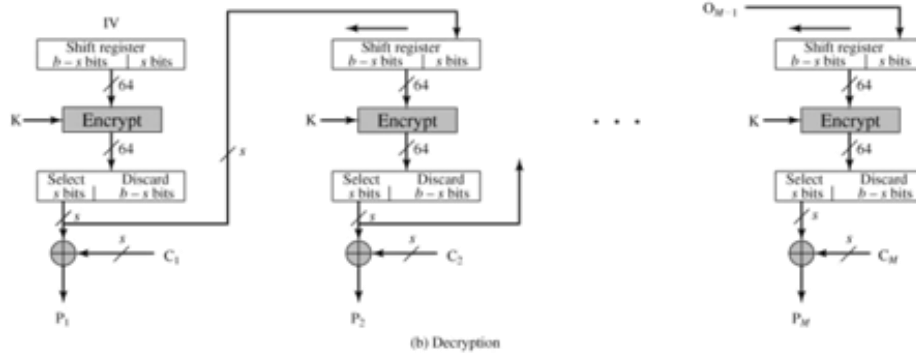 IV
Shift register
b – s bits | s bits
64
K
Encrypt
64
Select
s bits
Discard
b – s bits
s
s
C1
P1
s
Shift register
b – s bits | s bits
64
K
Encrypt
64
Select
s bits
Discard
b – s bits
s
s
C2
P2
. . .
OM–1
Shift register
b – s bits | s bits
64
K
Encrypt
64
Select
s bits
Discard
b – s bits
s
s
CM
PM
(b) Decryption